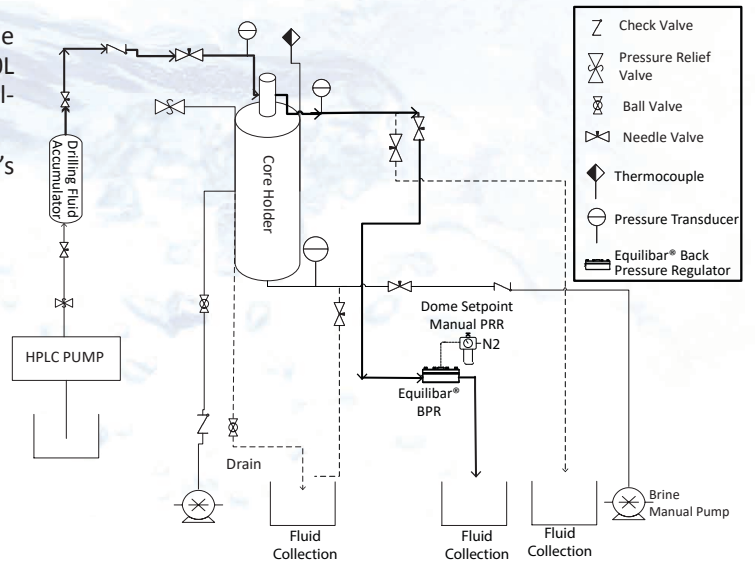 e
0L
l-
's
Drilling Fluid
Accumulator
HPLC PUMP
Core Holder
Dome Setpoint
Manual PRR
N2
Equilibar®
BPR
Drain
Fluid
Collection
Fluid
Collection
Fluid
Collection
Brine
Manual Pump
Check Valve
Pressure Relief
Valve
Ball Valve
Needle Valve
Thermocouple
Pressure Transducer
Equilibar® Back
Pressure Regulator